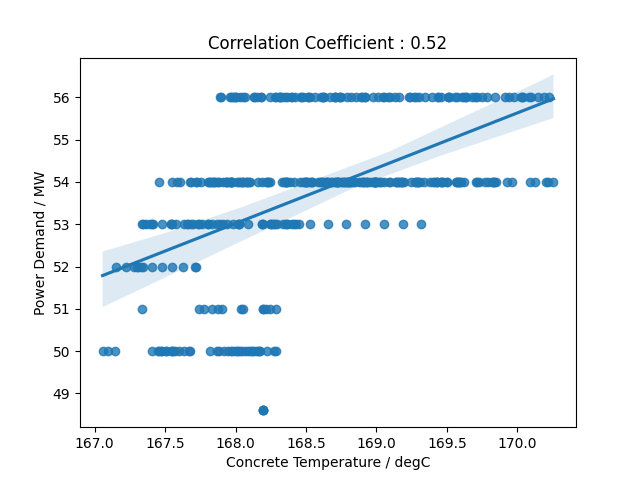 Correlation Coefficient : 0.52
Power Demand / MW
56
55
54
53
52
51
50
49
167.0 167.5 168.0 168.5 169.0 169.5 170.0
Concrete Temperature / degC